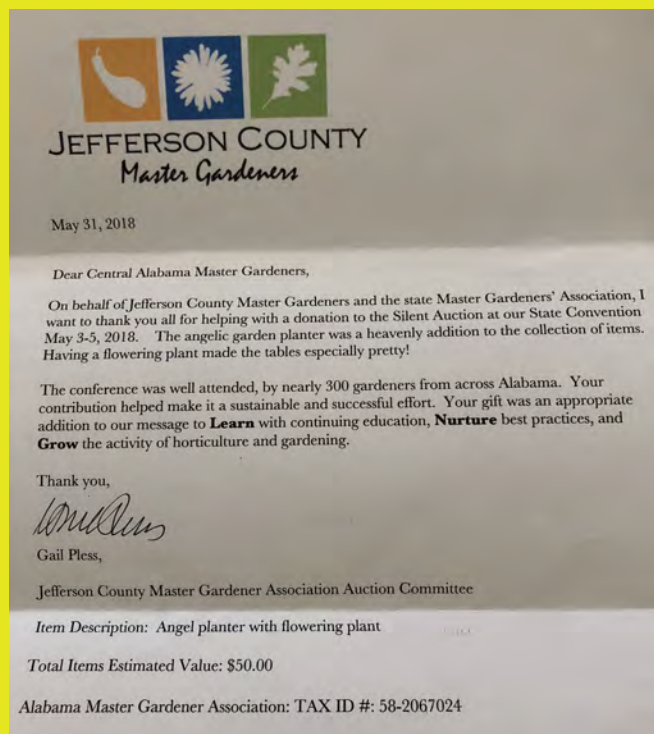 JEFFERSON COUNTY
Master Gardeners
May 31, 2018
Dear Central Alabama Master Gardeners,
On behalf of Jefferson County Master Gardeners and the state Master Gardeners' Association, I
want to thank you all for helping with a donation to the Silent Auction at our State Convention
May 3-5, 2018. The angelic garden planter was a heavenly addition to the collection of items.
Having a flowering plant made the tables especially pretty!
The conference was well attended, by nearly 300 gardeners from across Alabama. Your
contribution helped make it a sustainable and successful effort. Your gift was an appropriate
addition to our message to Learn with continuing education, Nurture best practices, and
Grow the activity of horticulture and gardening.
Thank you,
Gail Pless,
Jefferson County Master Gardener Association Auction Committee
Item Description: Angel planter with flowering plant
Total Items Estimated Value: $50.00
Alabama Master Gardener Association: TAX ID #: 58-2067024